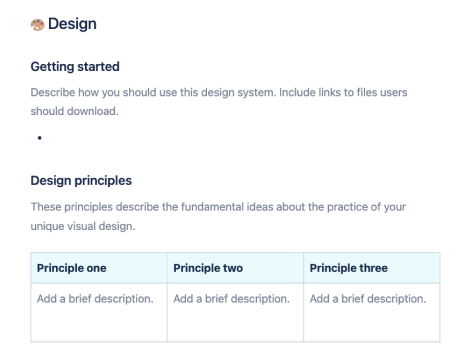 🎨 Design
Getting started
Describe how you should use this design system. Include links to files users
should download.
•
Design principles
These principles describe the fundamental ideas about the practice of your
unique visual design.
Principle one Principle two Principle three
Add a brief description. Add a brief description. Add a brief description.